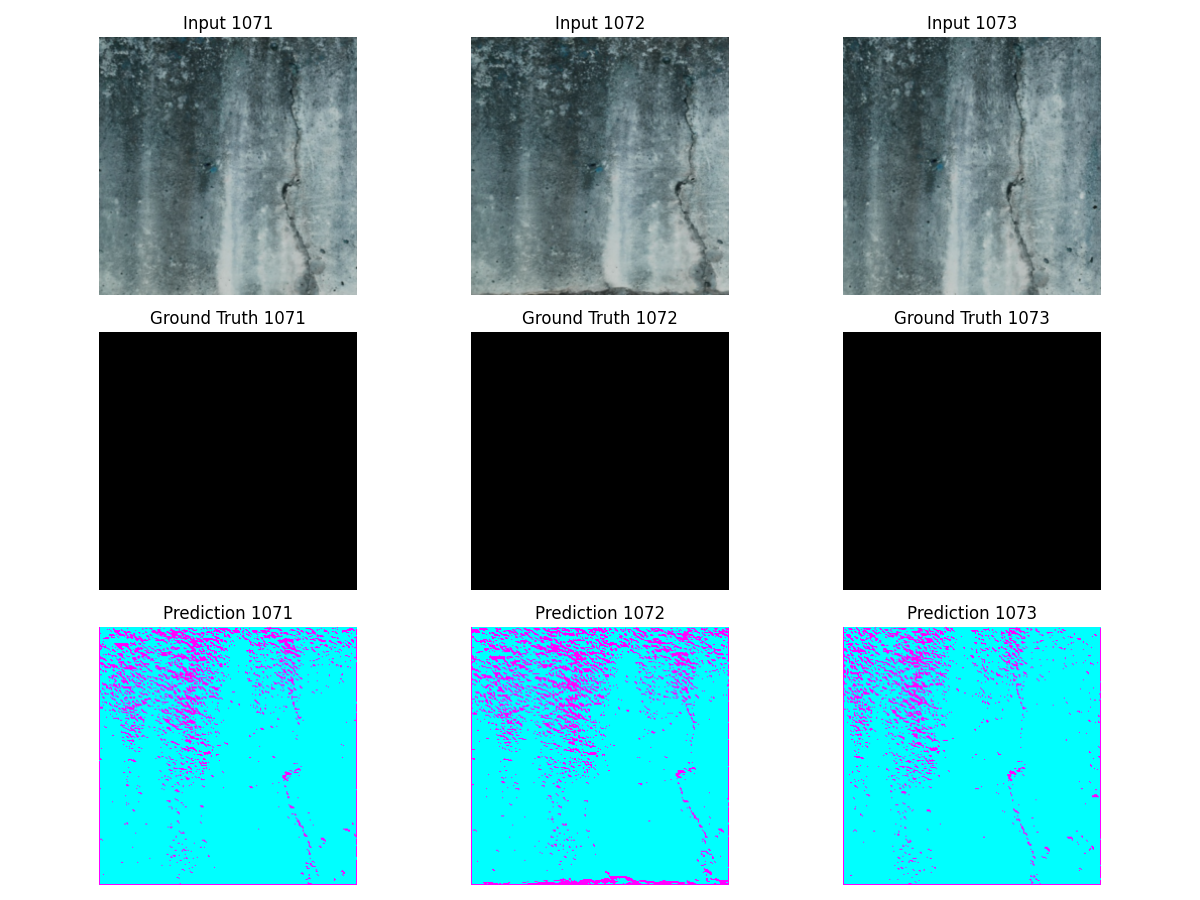 Input 1071
Input 1072
Input 1073
Ground Truth 1071
Ground Truth 1072
Ground Truth 1073
Prediction 1071
Prediction 1072
Prediction 1073